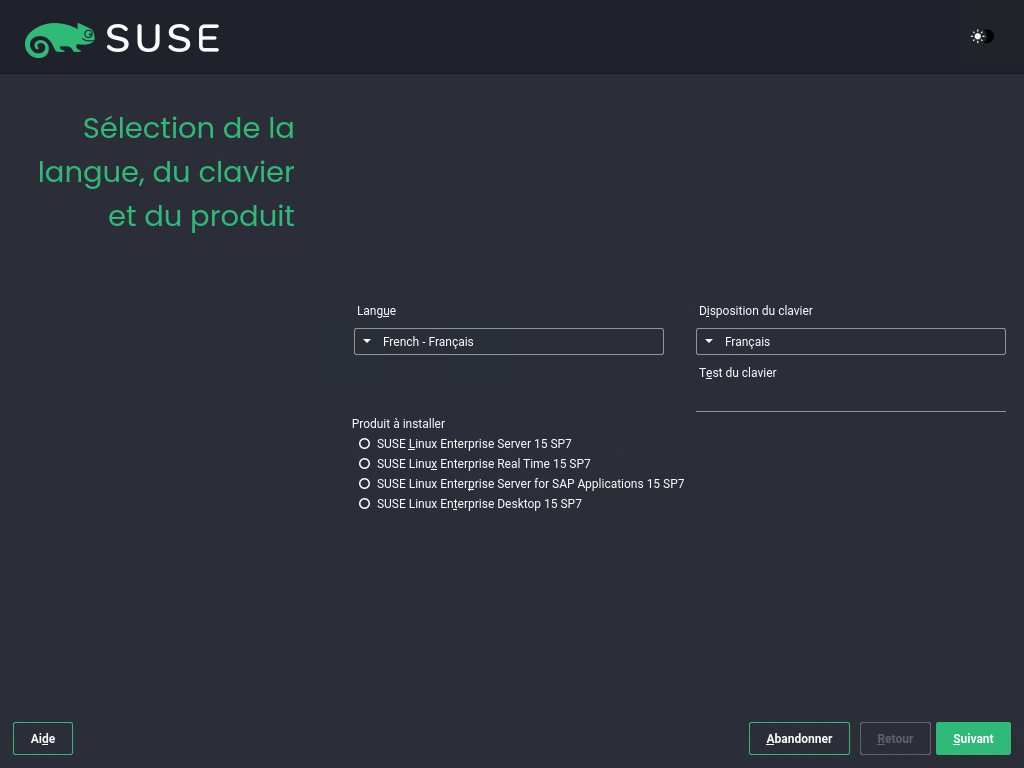 SUSE
Sélection de la
langue, du clavier
et du produit
Langue
Disposition du clavier
French - Français
Français
Test du clavier
Produit à installer
SUSE Linux Enterprise Server 15 SP7
SUSE Linux Enterprise Real Time 15 SP7
SUSE Linux Enterprise Server for SAP Applications 15 SP7
SUSE Linux Enterprise Desktop 15 SP7
Aide
Abandonner
Retour
Suivant